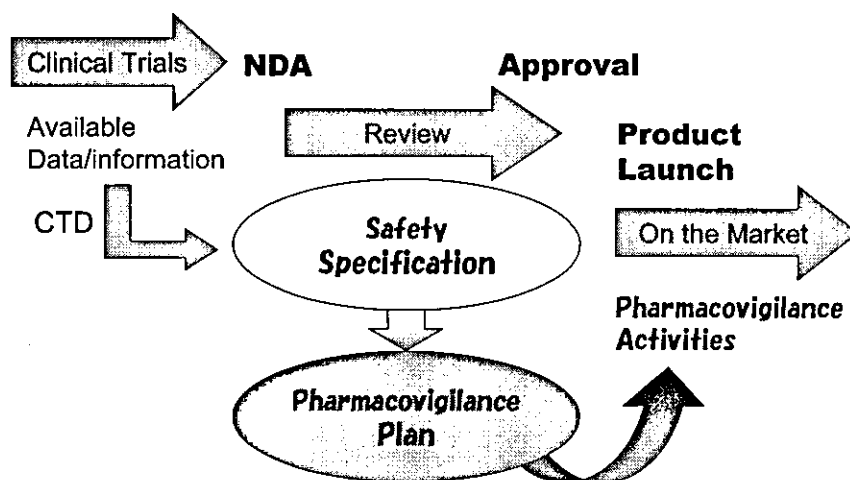 Clinical Trials
NDA
Approval
Available
Data/information
Review
Product
Launch
CTD
Safety
Specification
On the Market
Pharmacovigilance
Activities
Pharmacovigilance
Plan